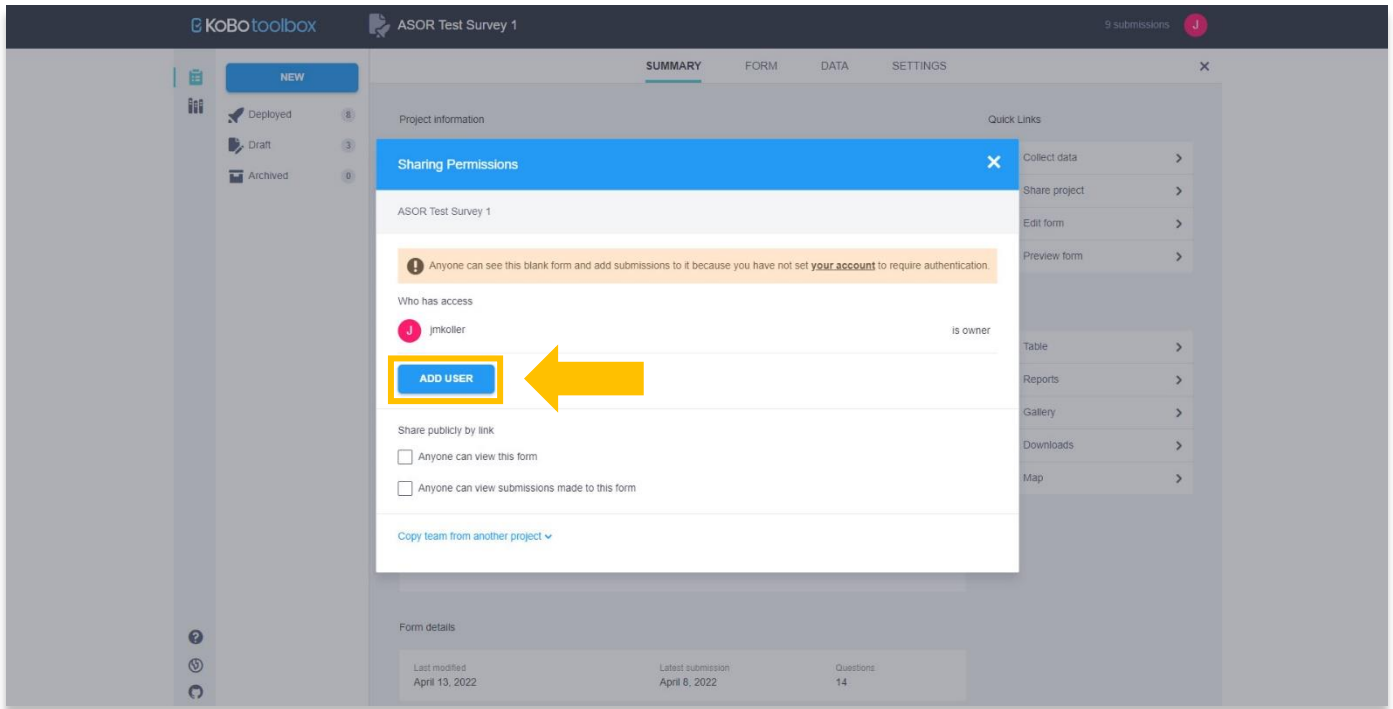 KoBotoolbox
ASOR Test Survey 1
9 submissions
J
NEW
Deployed
Draft
3
Archived
0
SUMMARY
FORM
DATA
SETTINGS
Project information
Quick Links
Collect data
Share project
Edit form
Preview form
Sharing Permissions
ASOR Test Survey 1
Anyone can see this blank form and add submissions to it because you have not set your account to require authentication.
Who has access
J
jmkoller
is owner
ADD USER
Share publicly by link
Anyone can view this form
Anyone can view submissions made to this form
Copy team from another project
Table
Reports
Gallery
Downloads
Map
Form details
Last modified
April 13, 2022
Latest submission
April 8, 2022
Questions
14